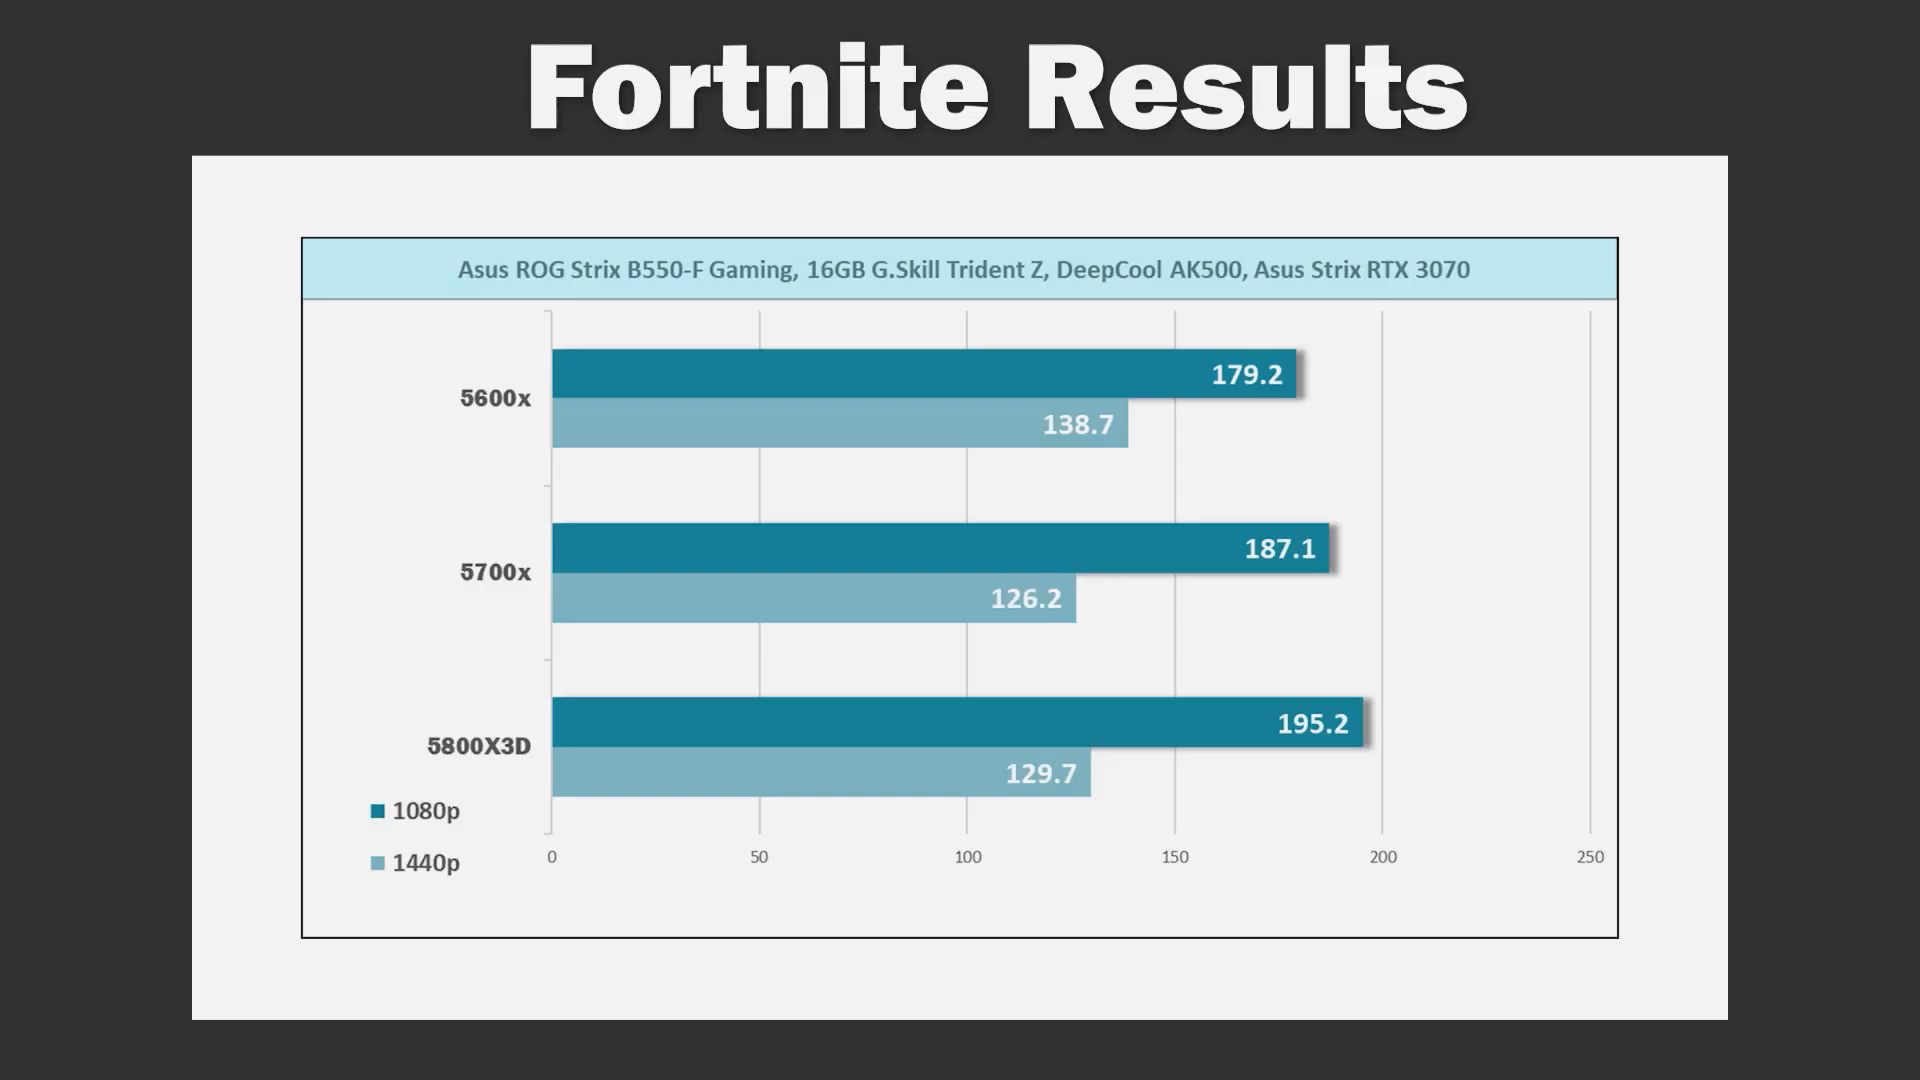 Fortnite Results
Asus ROG Strix B550-F Gaming, 16GB G.Skill Trident Z, DeepCool AK500, Asus Strix RTX 3070
5600x
179.2
138.7
5700x
187.1
126.2
5800X3D
195.2
129.7
1080p
1440p
0 50 100 150 200 250